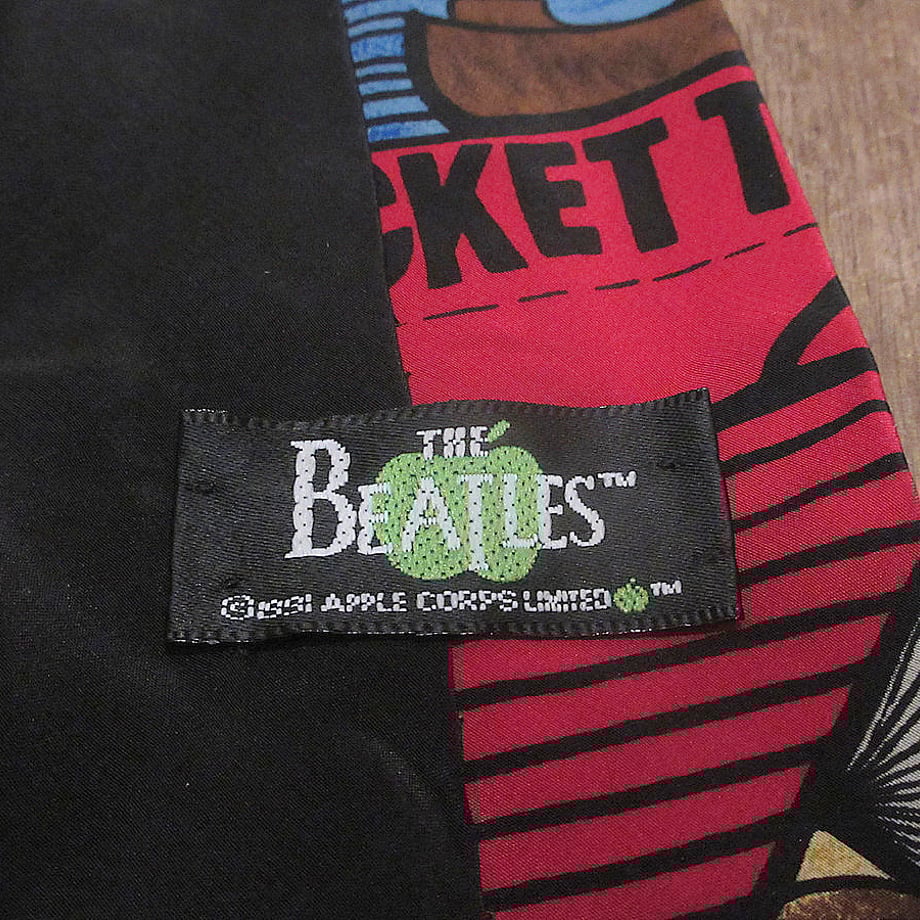 CKET T
THE
BEATLES™
©1991 APPLE CORPS LIMITED ™